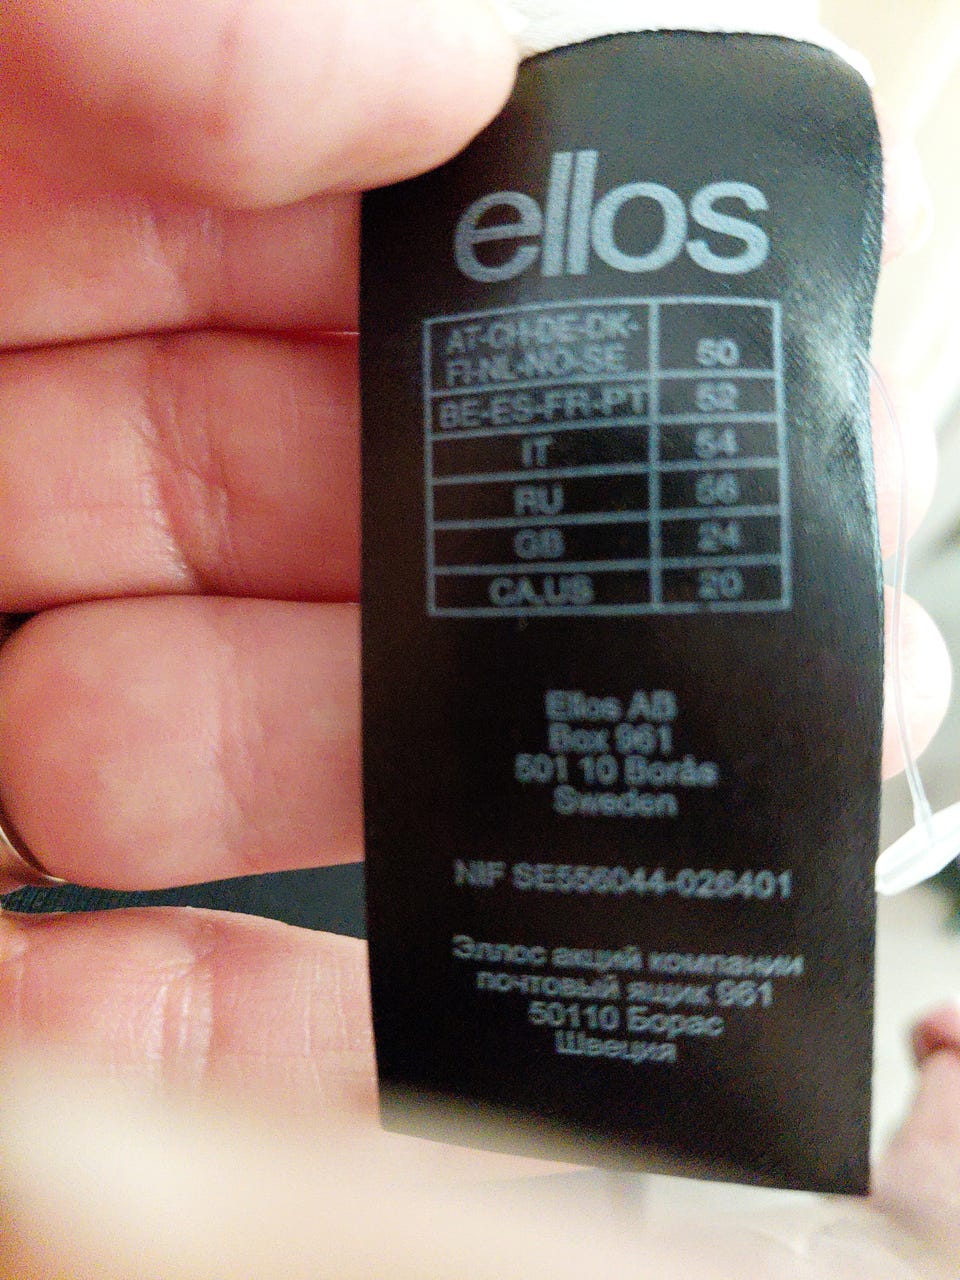 ellos
AT-CH-DE-DK-
FI-NL-NO-SE 50
BE-ES-FR-PT 52
IT 54
RU 56
GB 24
CA,US 20
Ellos AB
Box 961
501 10 Borås
Sweden
NIF SE556044-026401
Эллос акций компании
почтовый ящик 961
50110 Борас
Швеция